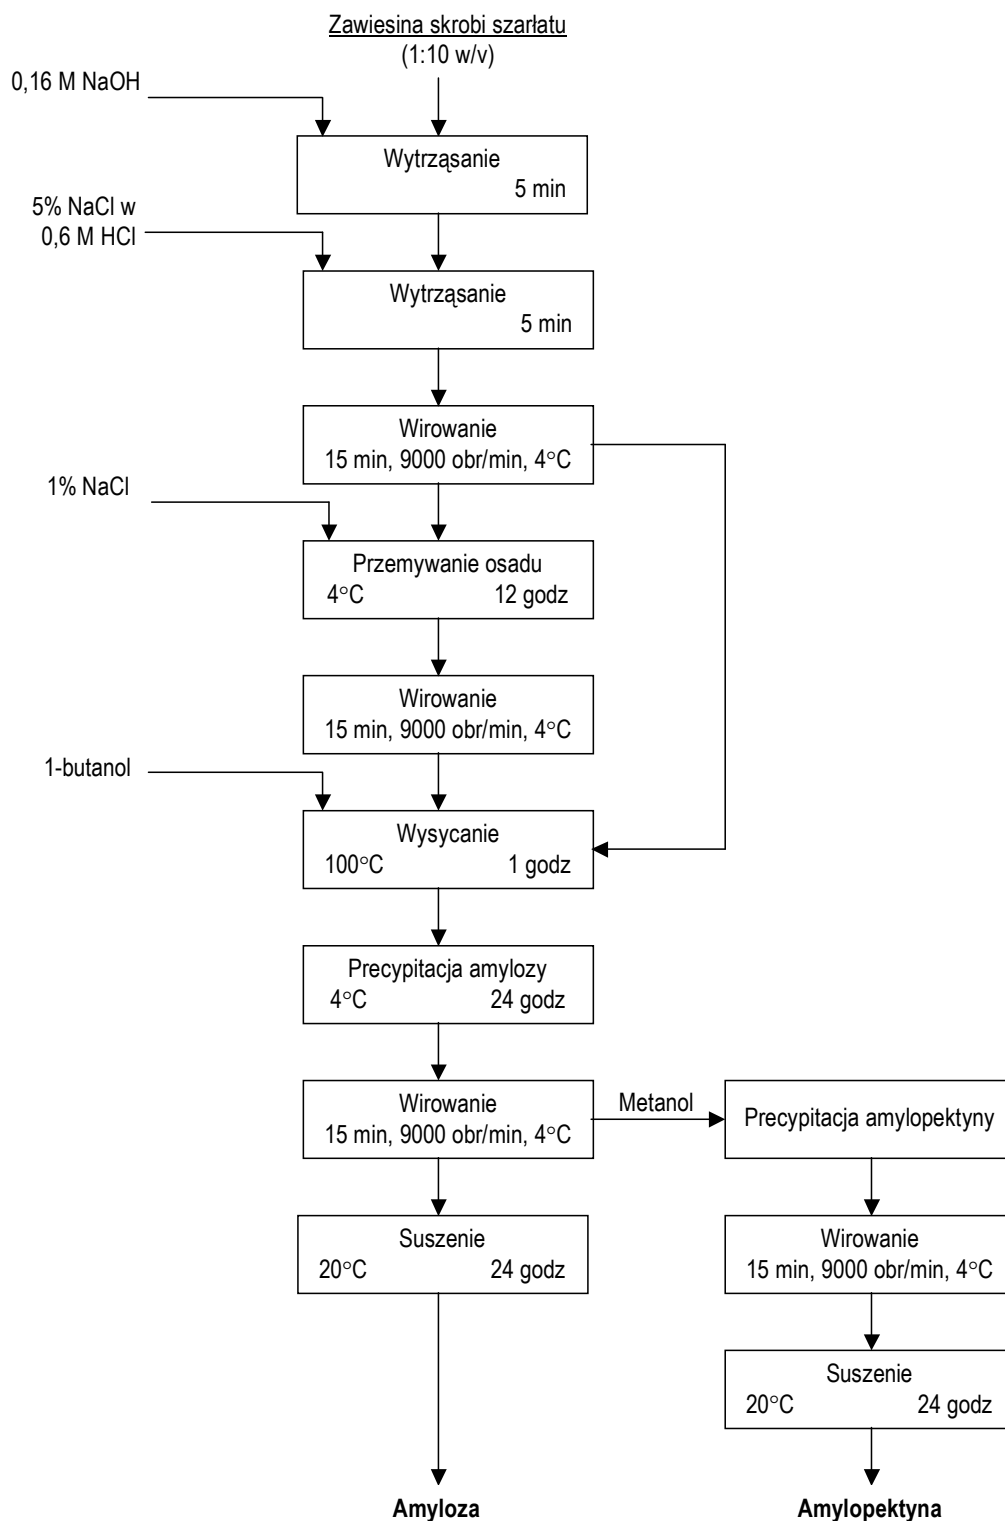 Zawiesina skrobi szarłatu
(1:10 w/v)
0,16 M NaOH
Wytrząsanie
5 min
5% NaCl w
0,6 M HCl
Wytrząsanie
5 min
Wirowanie
15 min, 9000 obr/min, 4°C
1% NaCl
Przemywanie osadu
4°C 12 godz
Wirowanie
15 min, 9000 obr/min, 4°C
1-butanol
Wysycanie
100°C 1 godz
Precypitacja amylozy
4°C 24 godz
Wirowanie
15 min, 9000 obr/min, 4°C
Metanol
Precypitacja amylopektyny
Suszenie
20°C 24 godz
Wirowanie
15 min, 9000 obr/min, 4°C
Suszenie
20°C 24 godz
Amyloza
Amylopektyna